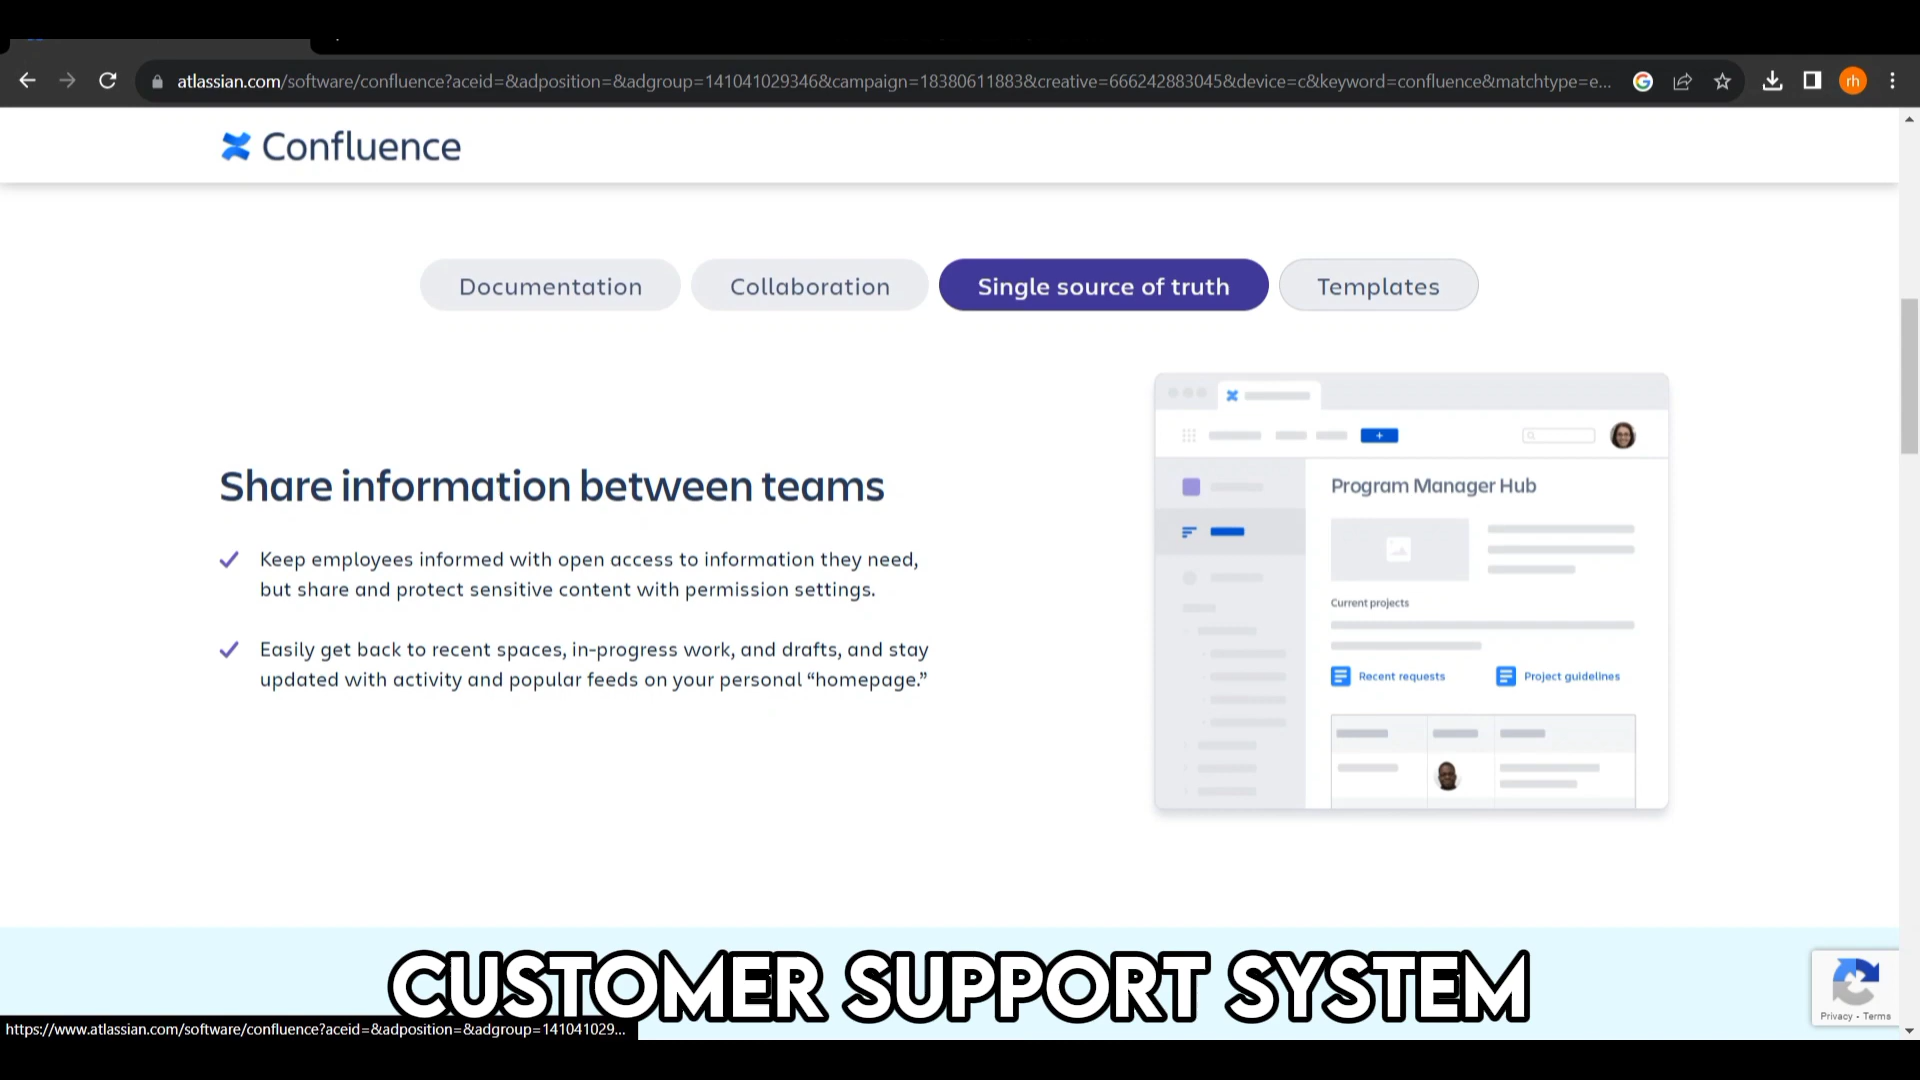 atlassian.com/software/confluence?aceid=&adposition=&adgroup=141041029346&campaign=18380611883&creative=666242883045&device=c&keyword=confluence&matchtype=e...
rh
Confluence
Documentation
Collaboration
Single source of truth
Templates
Share information between teams
Keep employees informed with open access to information they need,
but share and protect sensitive content with permission settings.
Easily get back to recent spaces, in-progress work, and drafts, and stay
updated with activity and popular feeds on your personal “homepage.”
Program Manager Hub
Current projects
Recent requests
Project guidelines
CUSTOMER SUPPORT SYSTEM
Privacy - Terms
https://www.atlassian.com/software/confluence?aceid=&adposition=&adgroup=141041029...